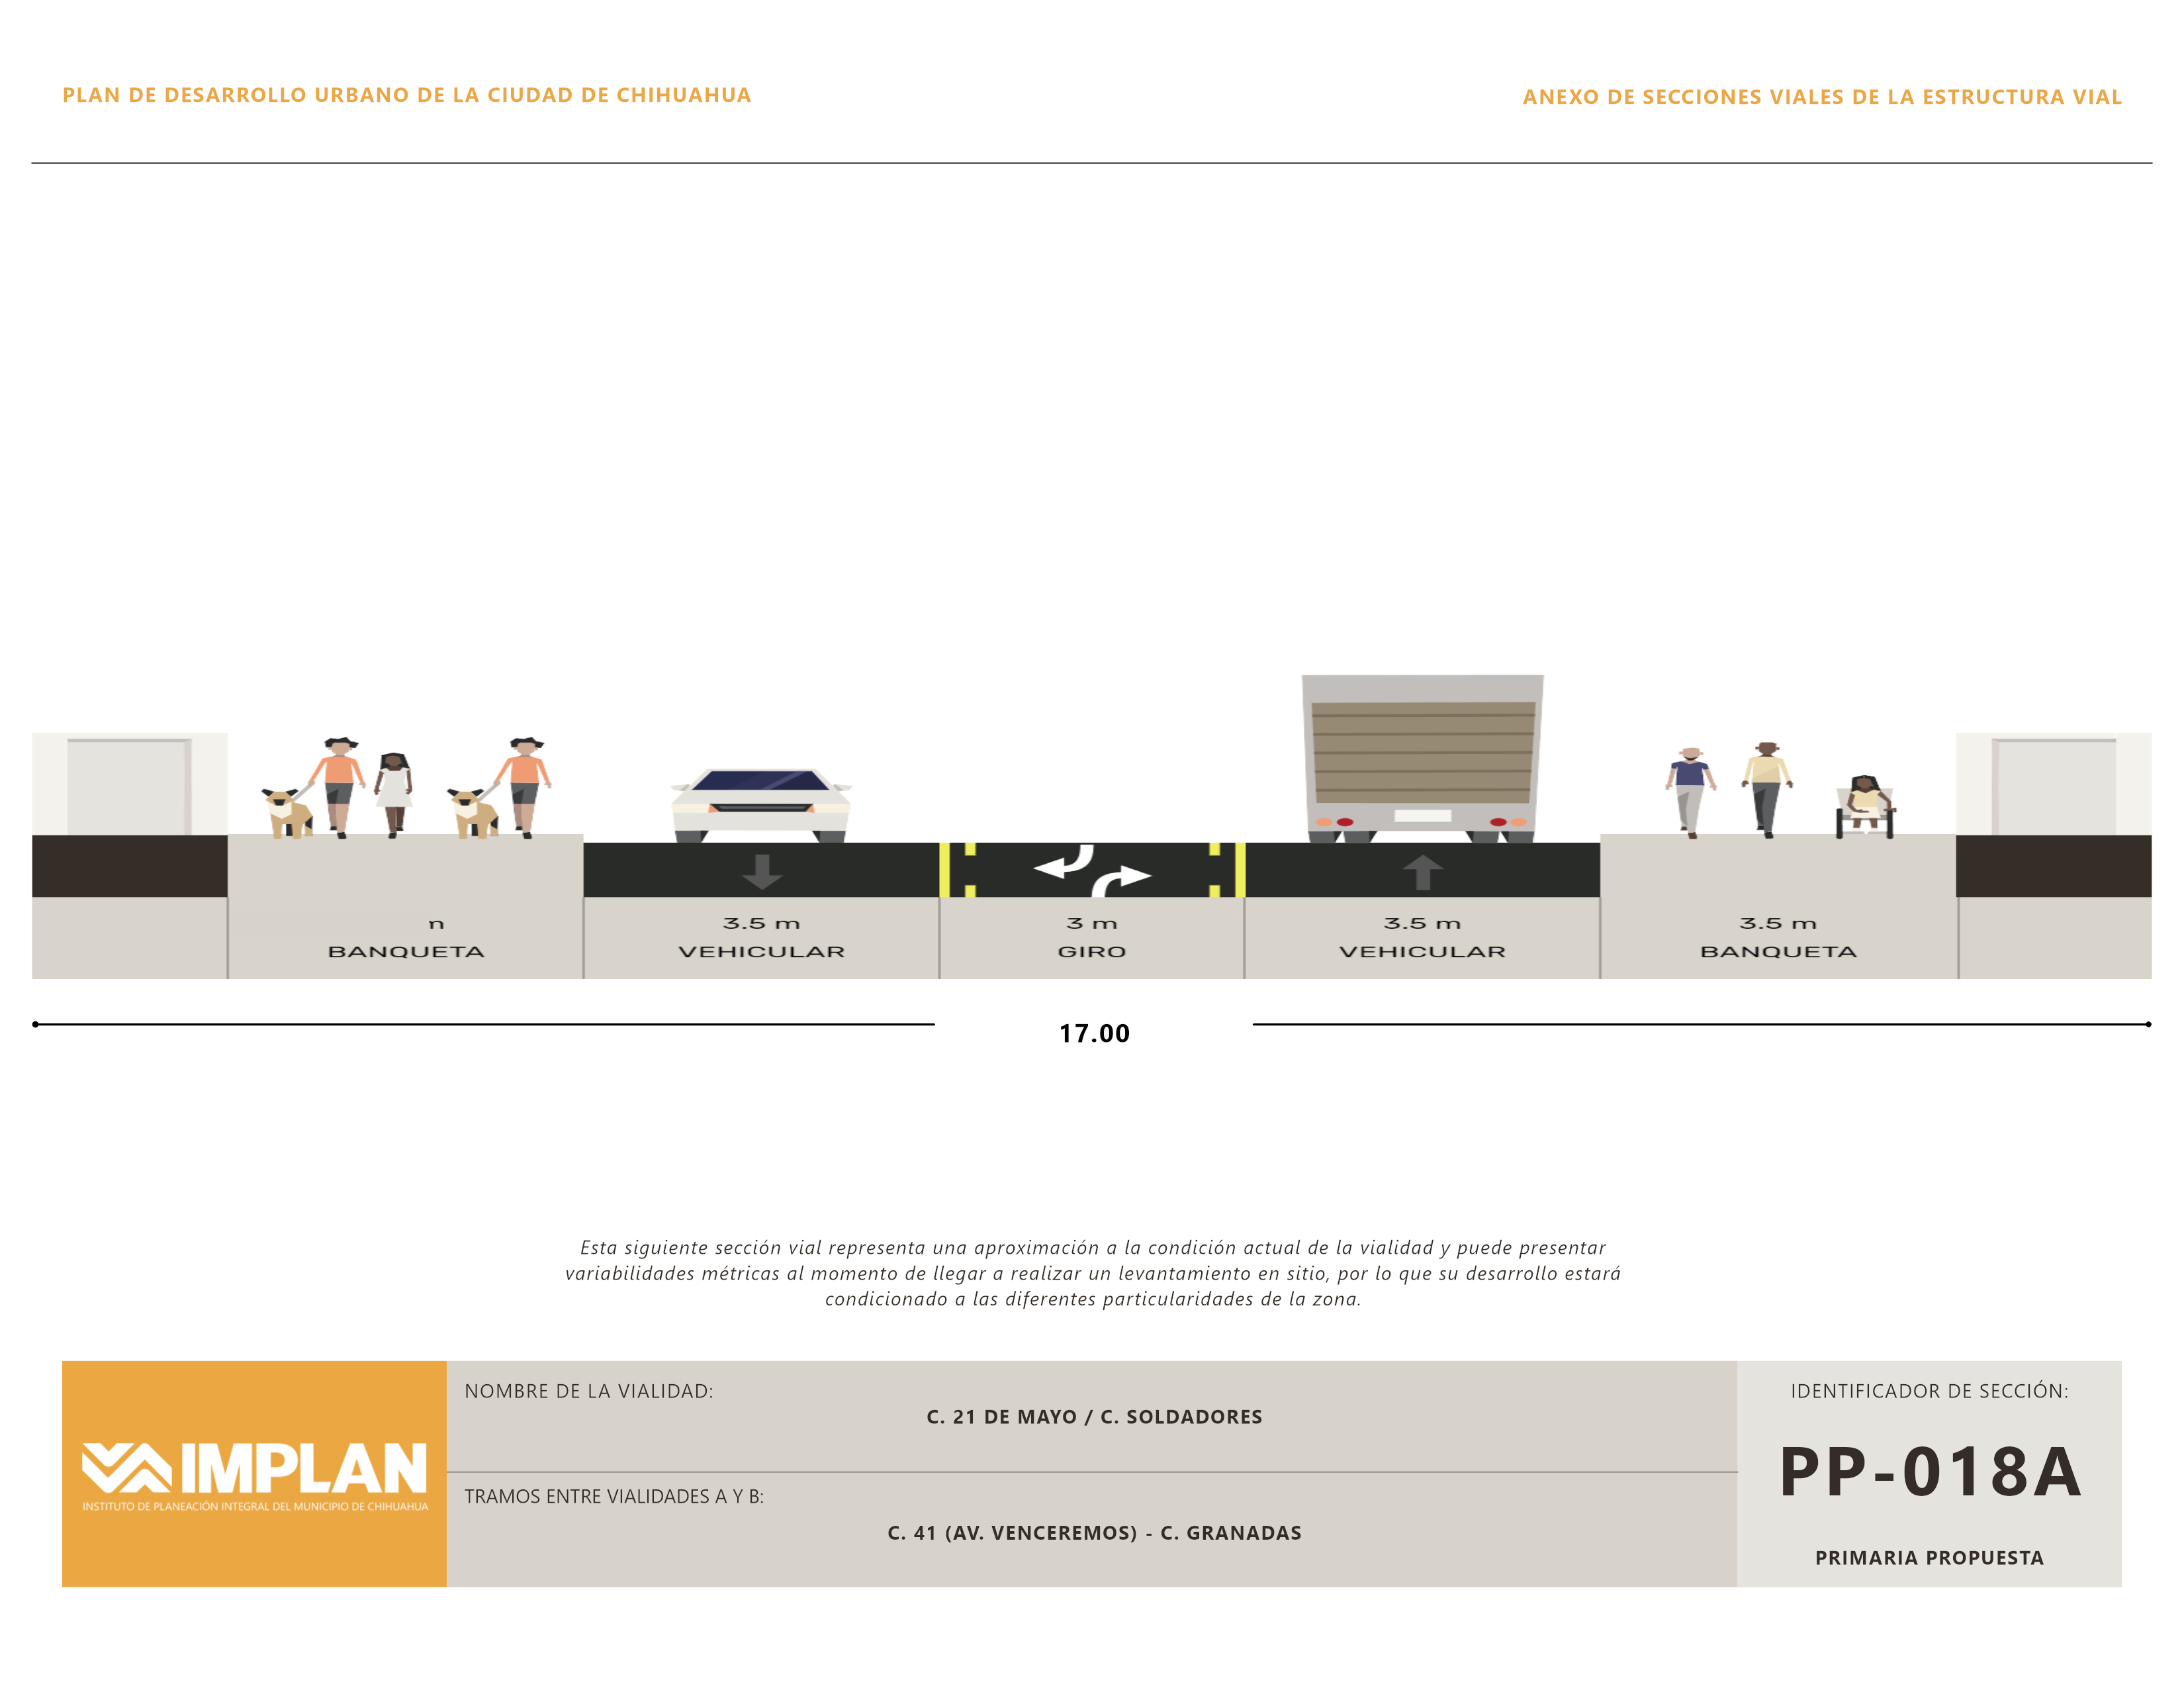 PLAN DE DESARROLLO URBANO DE LA CIUDAD DE CHIHUAHUA
ANEXO DE SECCIONES VIALES DE LA ESTRUCTURA VIAL
3.5 m
3 m
3.5 m
3.5 m
BANQUETA
VEHICULAR
GIRO
VEHICULAR
BANQUETA
17.00
Esta siguiente sección vial representa una aproximación a la condición actual de la vialidad y puede presentar
variabilidades métricas al momento de llegar a realizar un levantamiento en sitio, por lo que su desarrollo estará
condicionado a las diferentes particularidades de la zona.
IMPLAN
INSTITUTO DE PLANEACIÓN INTEGRAL DEL MUNICIPIO DE CHIHUAHUA
NOMBRE DE LA VIALIDAD:
C. 21 DE MAYO / C. SOLDADORES
TRAMOS ENTRE VIALIDADES A Y B:
C. 41 (AV. VENCEREMOS) - C. GRANADAS
IDENTIFICADOR DE SECCIÓN:
PP-018A
PRIMARIA PROPUESTA